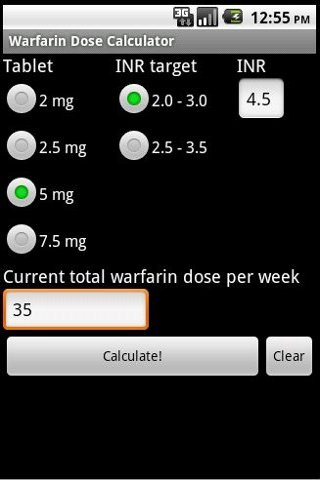 3G 12:55 PM
Warfarin Dose Calculator
Tablet INR target INR
2 mg 2.0 - 3.0 4.5
2.5 mg 2.5 - 3.5
5 mg
7.5 mg
Current total warfarin dose per week
35
Calculate! Clear